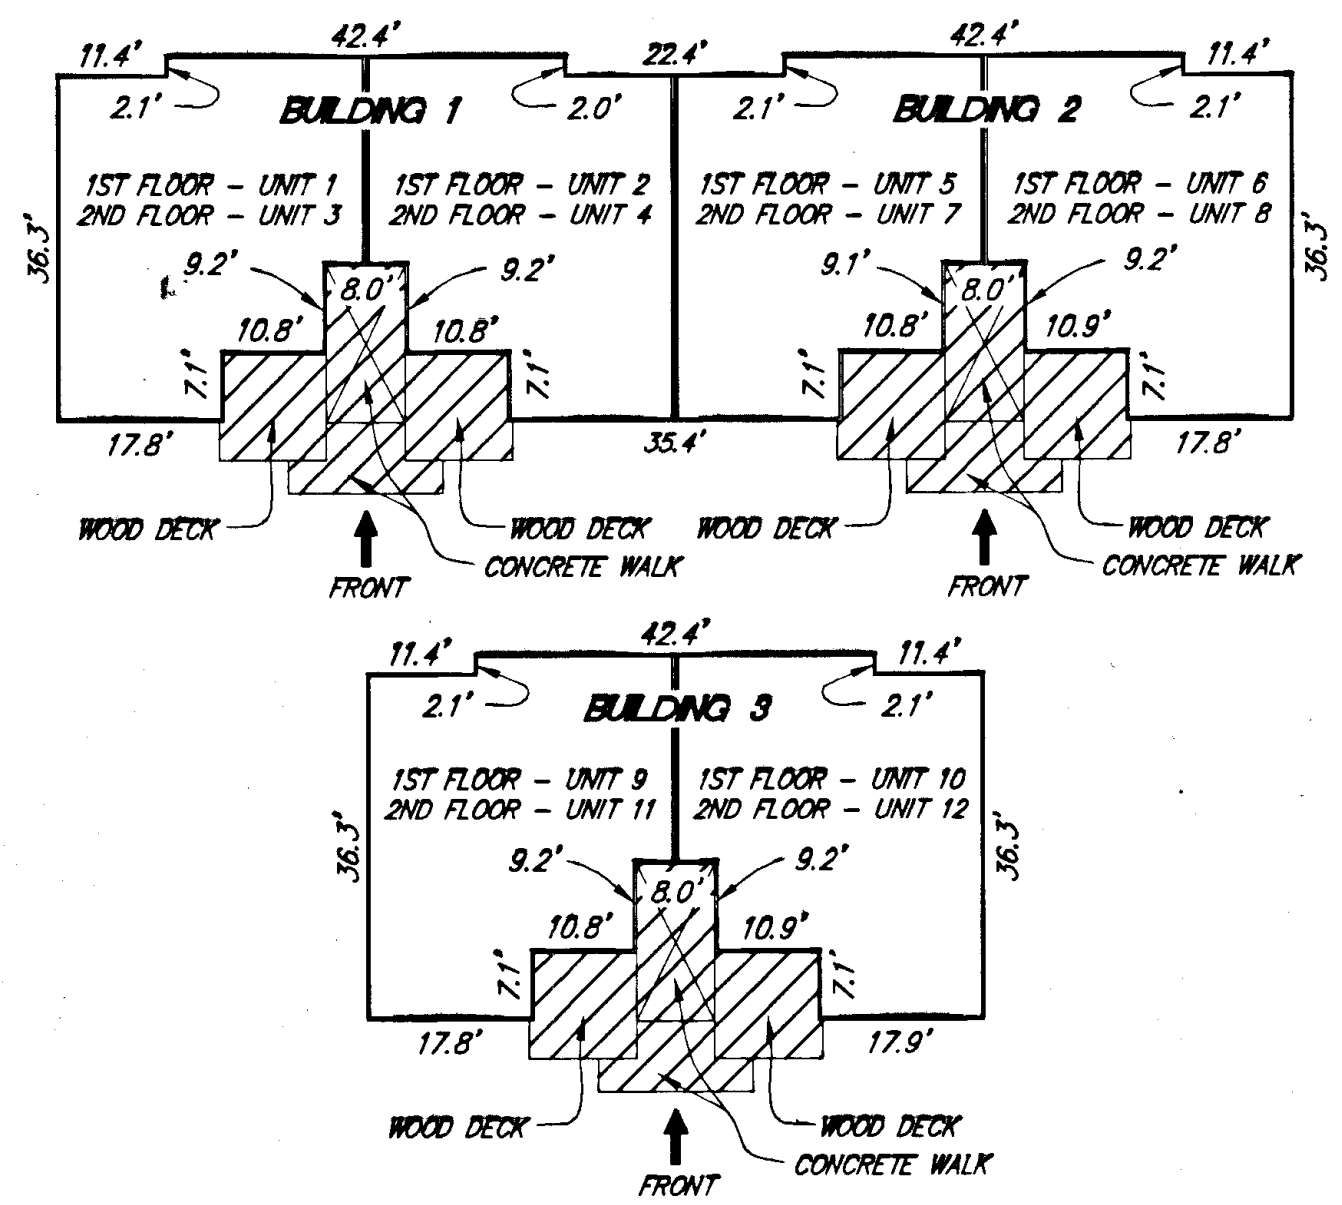 11.4' 42.4' 22.4' 42.4' 11.4'
2.1' BUILDING 1 2.0' 2.1' BUILDING 2 2.1'
1ST FLOOR - UNIT 1 1ST FLOOR - UNIT 2 1ST FLOOR - UNIT 5 1ST FLOOR - UNIT 6
2ND FLOOR - UNIT 3 2ND FLOOR - UNIT 4 2ND FLOOR - UNIT 7 2ND FLOOR - UNIT 8
36.3' 36.3'
9.2' 8.0' 9.2' 9.1' 8.0' 9.2'
10.8' 10.8' 10.8' 10.9'
7.1' 7.1' 7.1' 7.1'
17.8' 35.4' 17.8'
WOOD DECK WOOD DECK WOOD DECK WOOD DECK
CONCRETE WALK CONCRETE WALK
FRONT FRONT
11.4' 42.4' 11.4'
2.1' BUILDING 3 2.1'
1ST FLOOR - UNIT 9 1ST FLOOR - UNIT 10
2ND FLOOR - UNIT 11 2ND FLOOR - UNIT 12
36.3' 36.3'
9.2' 8.0' 9.2'
10.8' 10.9'
7.1' 7.1'
17.8' 17.9'
WOOD DECK WOOD DECK
CONCRETE WALK
FRONT